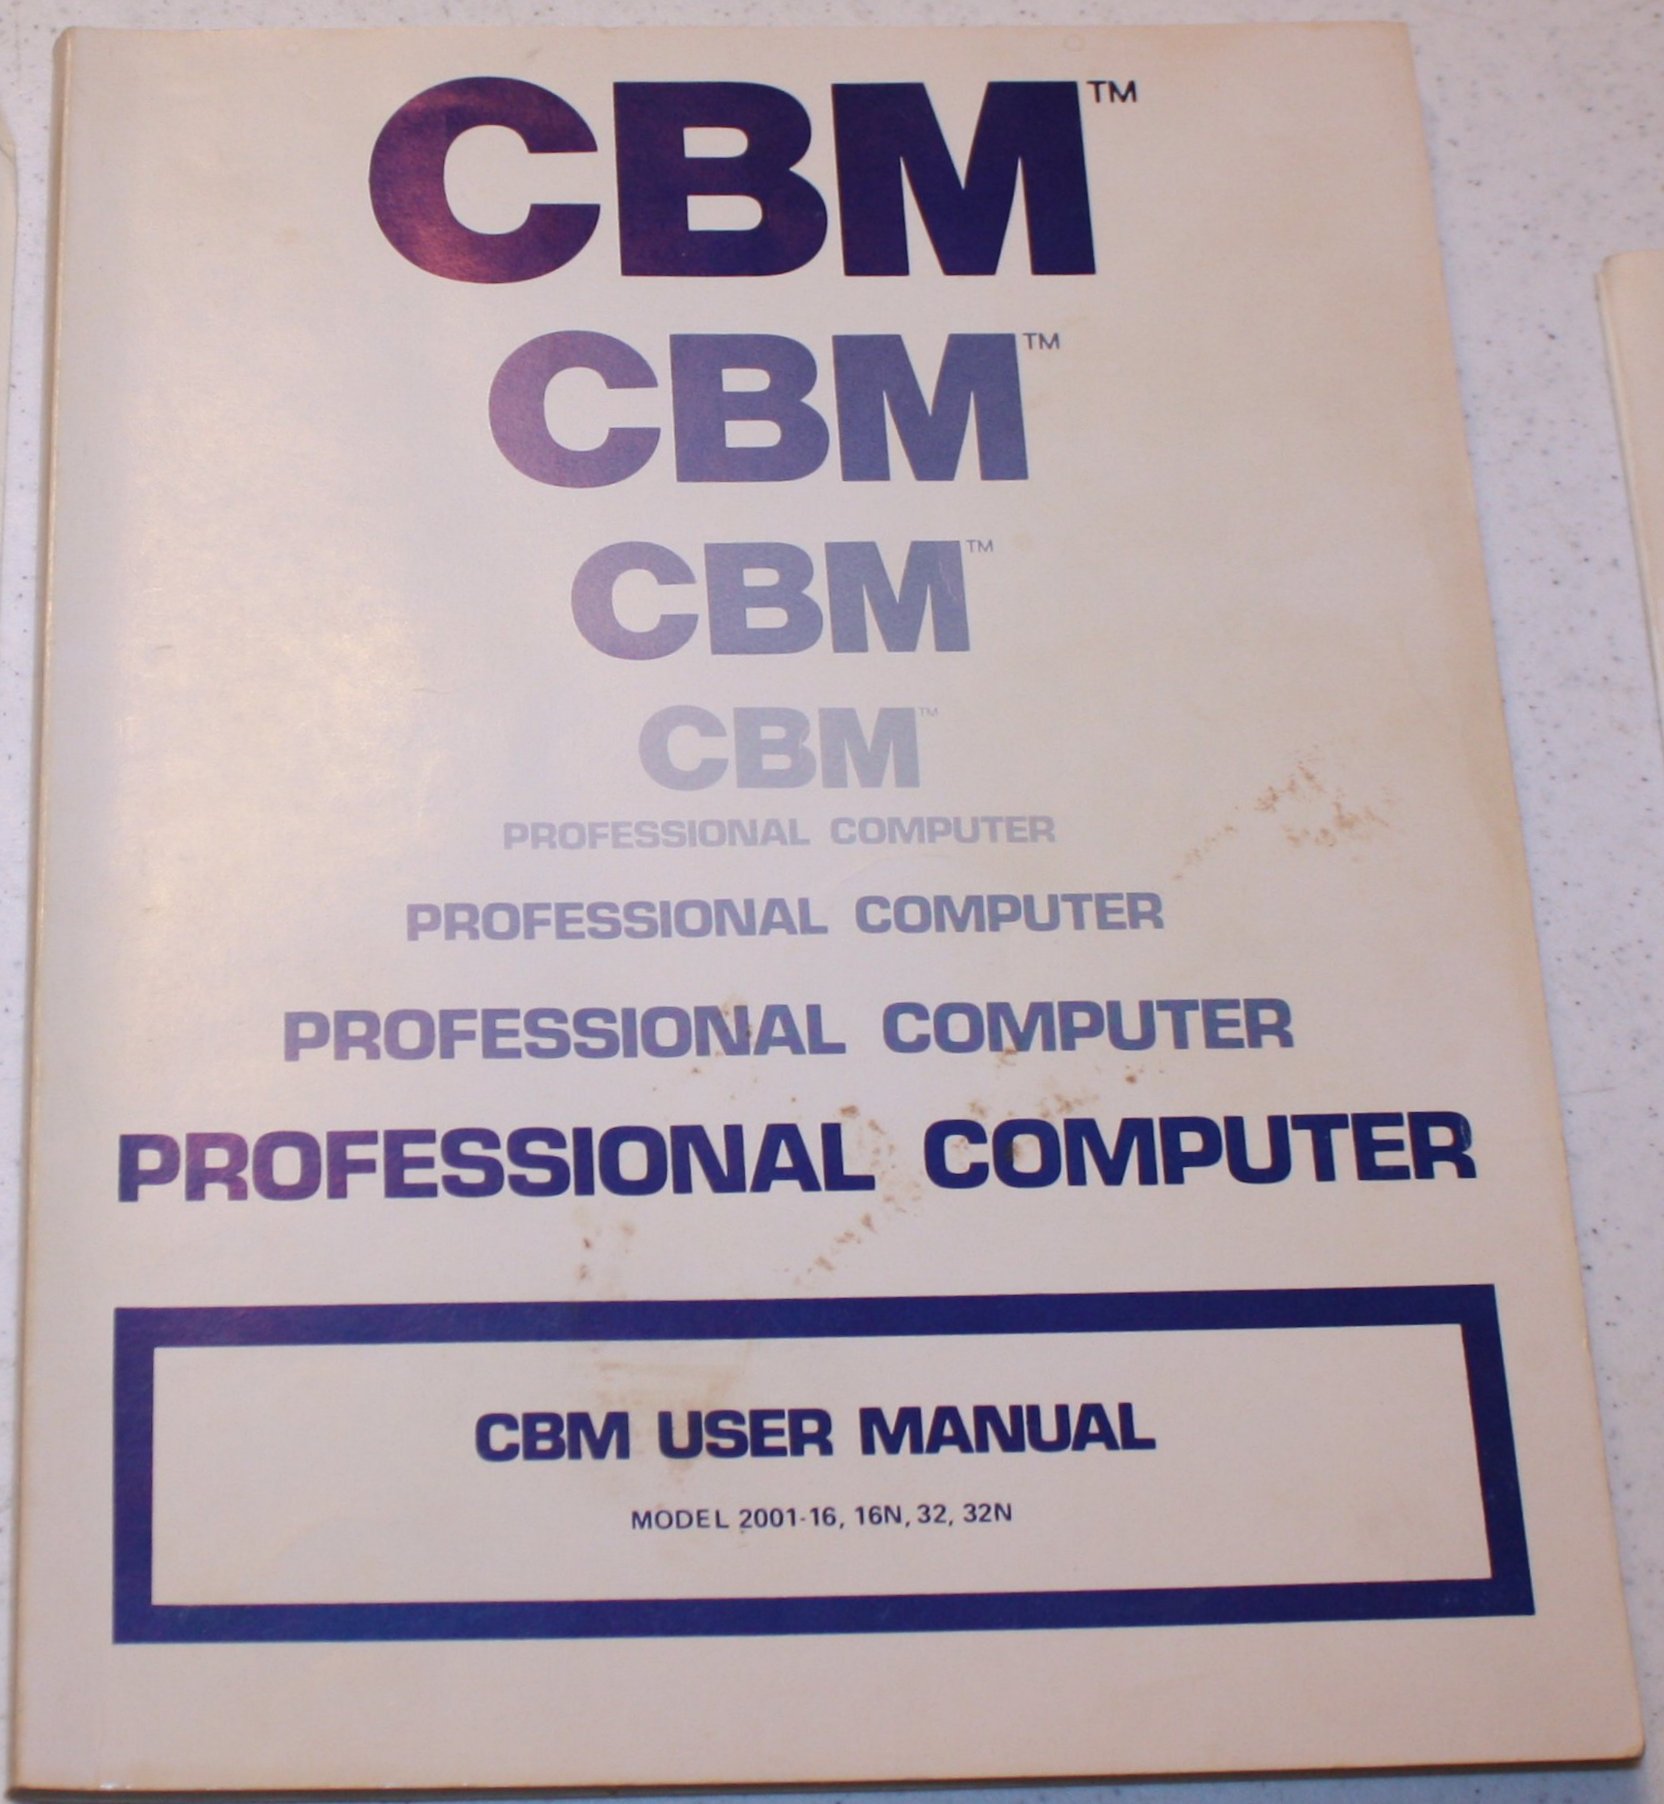 CBM™
CBM™
CBM™
CBM™
PROFESSIONAL COMPUTER
PROFESSIONAL COMPUTER
PROFESSIONAL COMPUTER
PROFESSIONAL COMPUTER
CBM USER MANUAL
MODEL 2001-16, 16N, 32, 32N